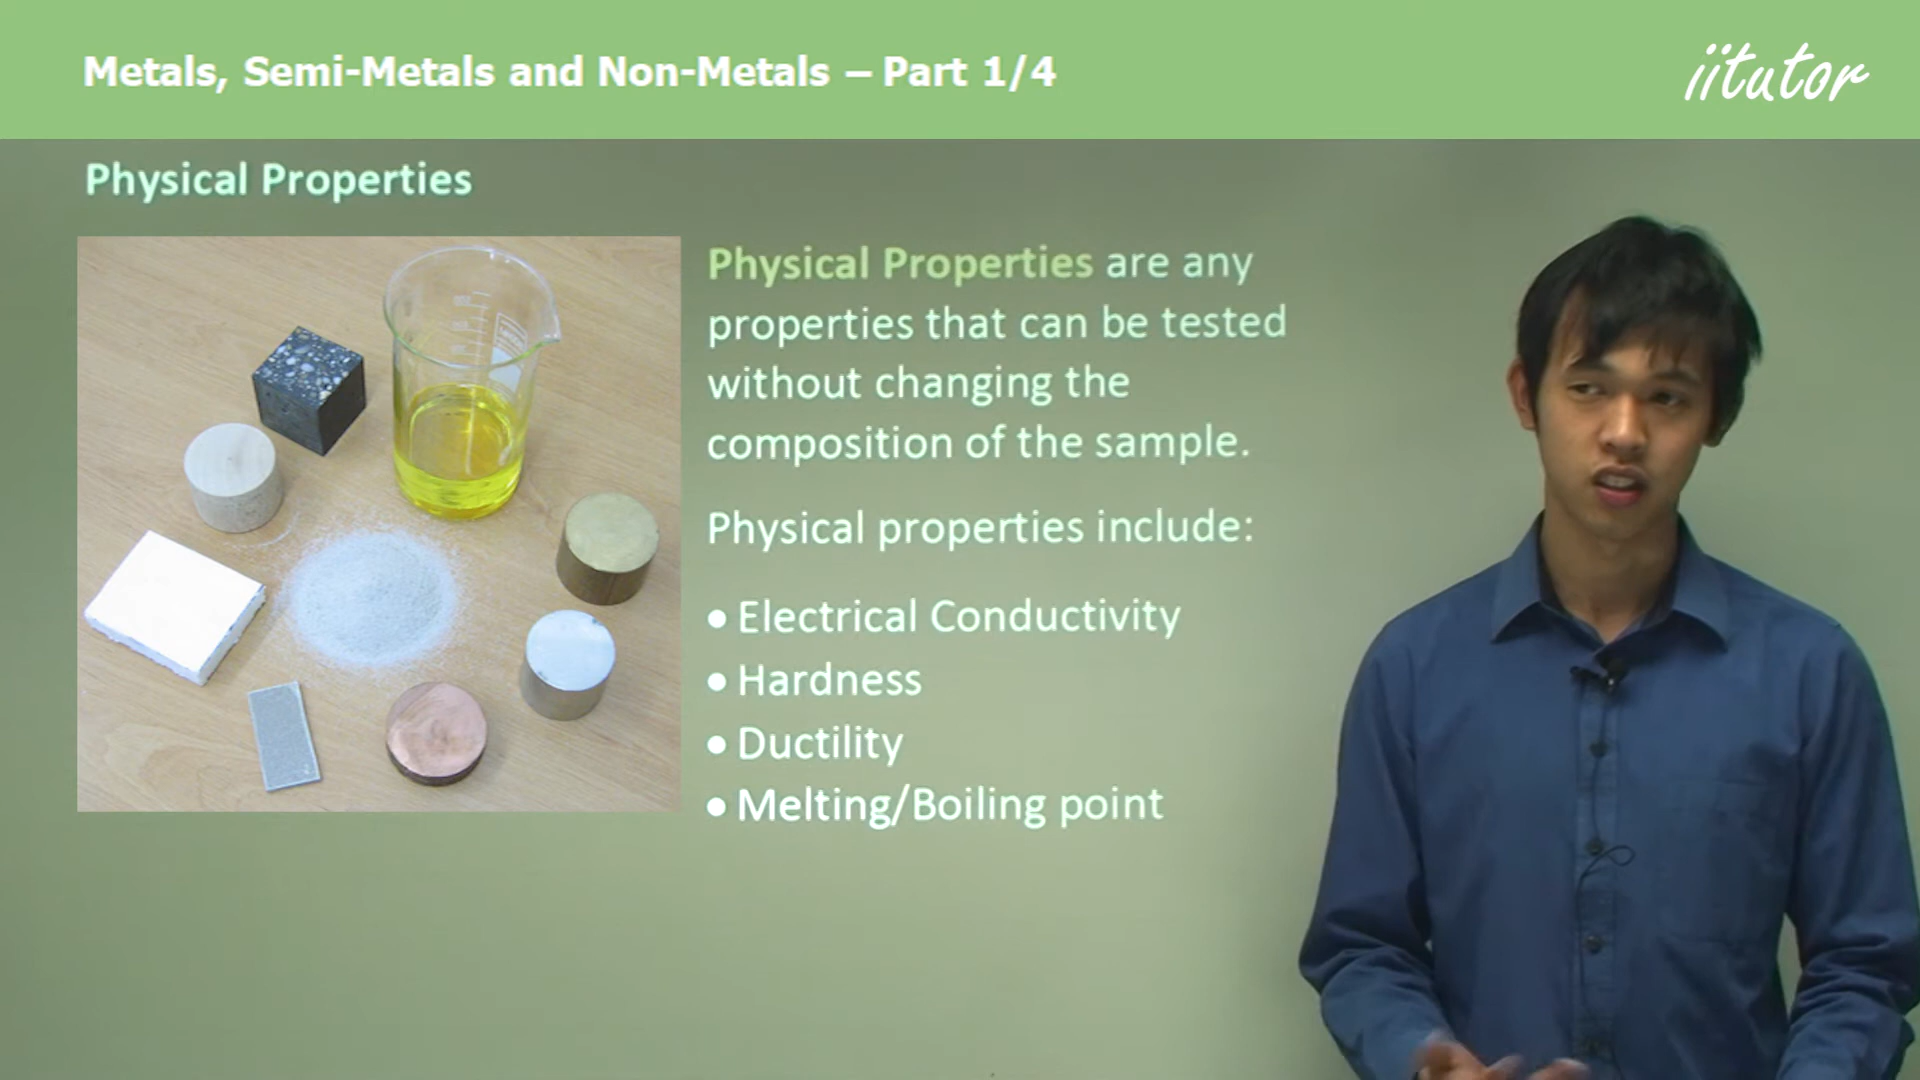 Metals, Semi-Metals and Non-Metals – Part 1/4
iitutor
Physical Properties
Physical Properties are any
properties that can be tested
without changing the
composition of the sample.
Physical properties include:
• Electrical Conductivity
• Hardness
• Ductility
• Melting/Boiling point